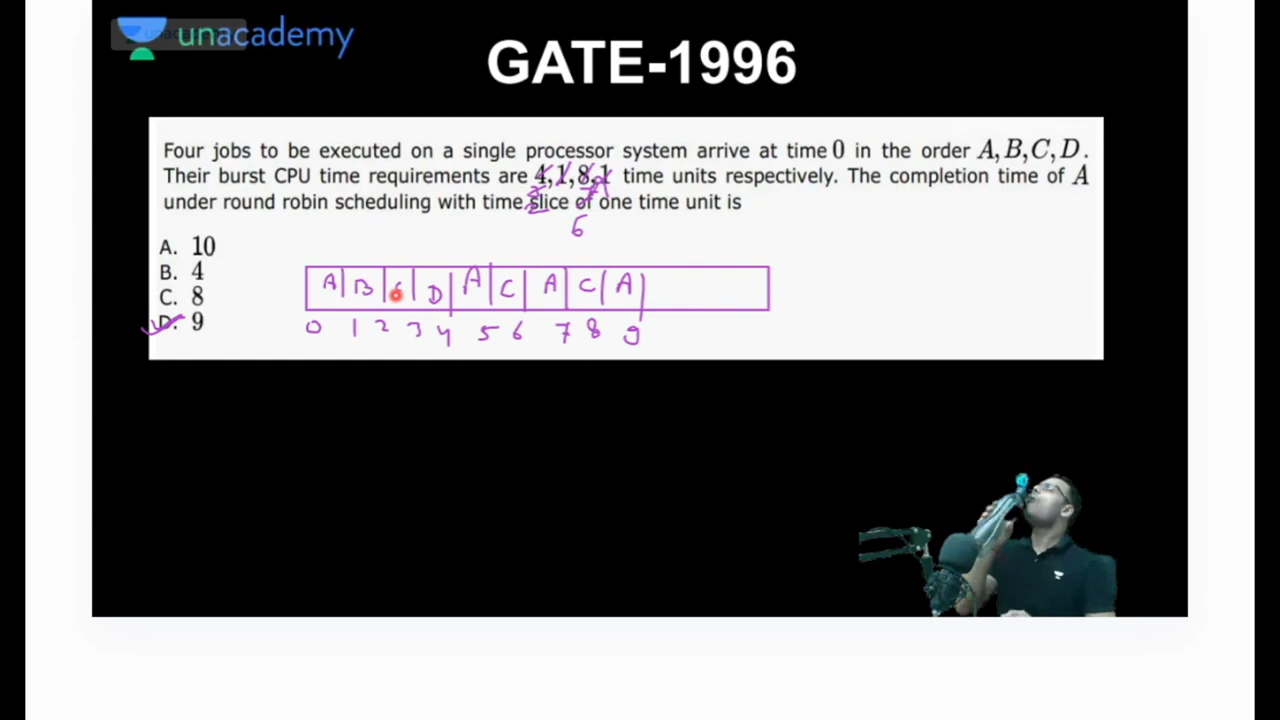 unacademy
GATE-1996
Four jobs to be executed on a single processor system arrive at time 0 in the order A, B, C, D.
Their burst CPU time requirements are 4, 1, 8, 1 time units respectively. The completion time of A
under round robin scheduling with time slice of one time unit is
6
A. 10
B. 4
C. 8
D. 9
A B C D A C A C A
0 1 2 3 4 5 6 7 8 9